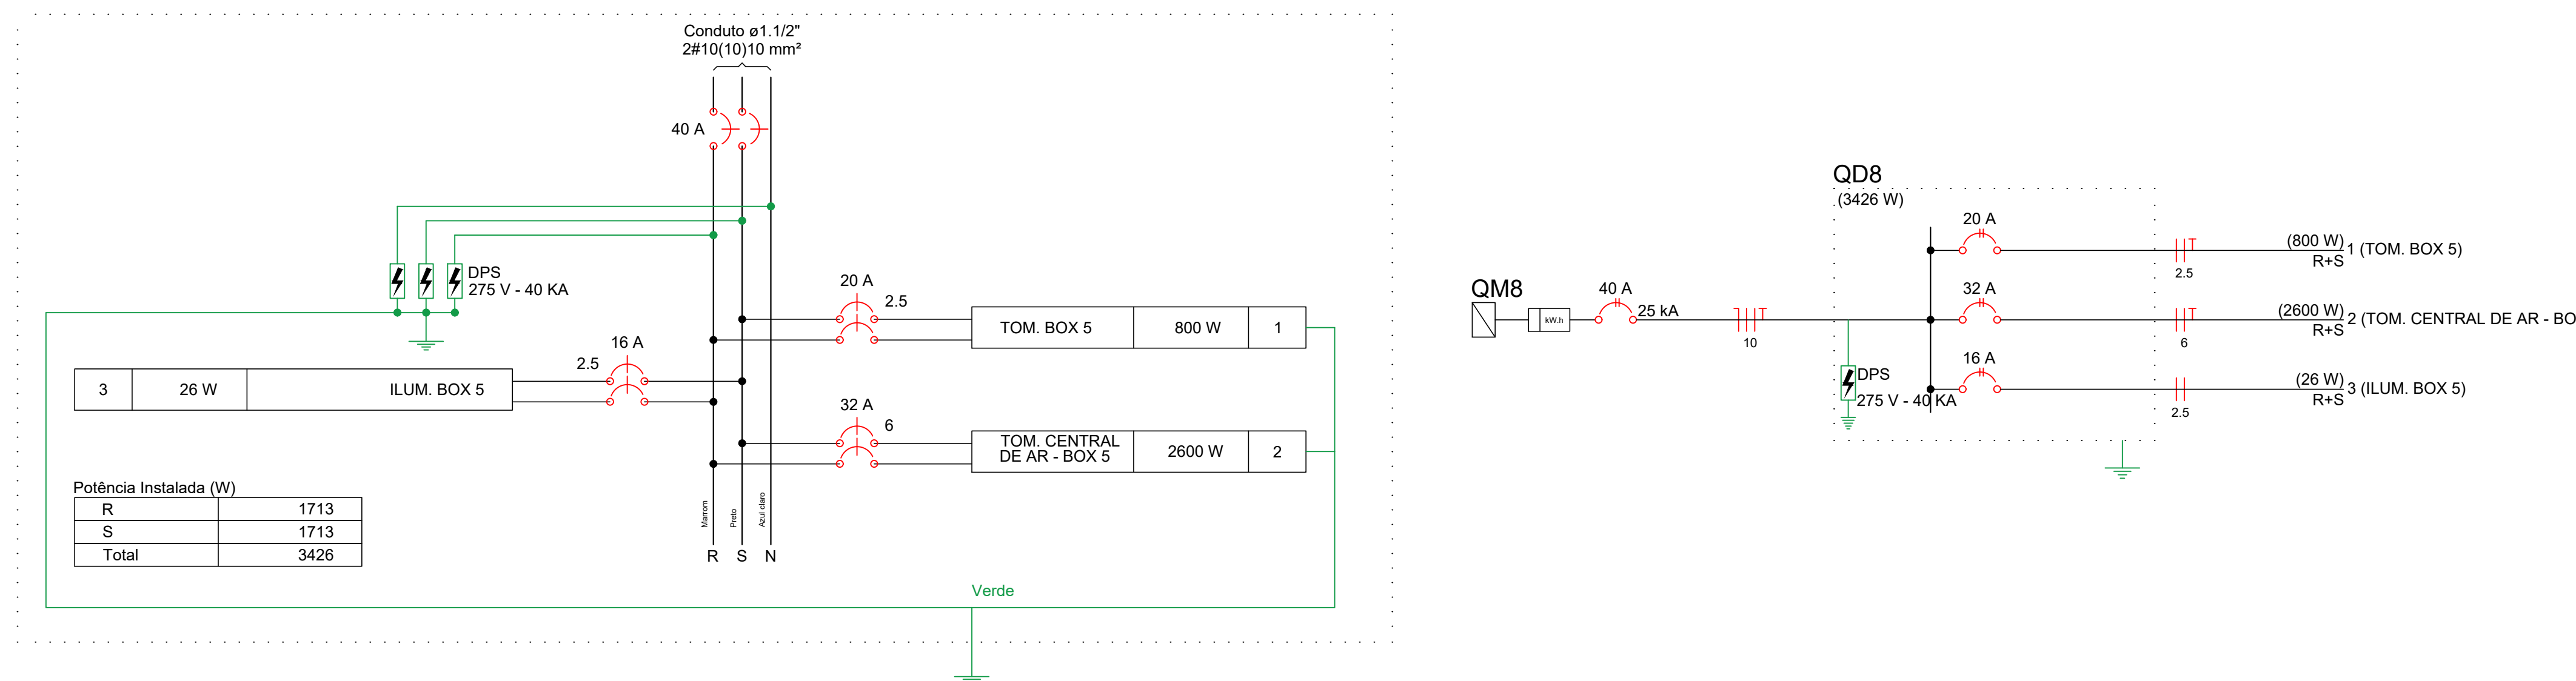 Conduto ø1.1/2"
2#10(10)10 mm²
40 A
DPS
275 V - 40 KA
20 A
2.5
TOM. BOX 5 800 W 1
16 A
2.5
3 26 W ILUM. BOX 5
32 A
6
TOM. CENTRAL
DE AR - BOX 5 2600 W 2
Potência Instalada (W)
R 1713
S 1713
Total 3426
Marrom
Preto
Azul claro
R S N
Verde
QM8
kW.h
40 A
25 kA
10
QD8
(3426 W)
DPS
275 V - 40 KA
20 A
2.5
(800 W)
R+S
1 (TOM. BOX 5)
32 A
6
(2600 W)
R+S
2 (TOM. CENTRAL DE AR - BO
16 A
2.5
(26 W)
R+S
3 (ILUM. BOX 5)